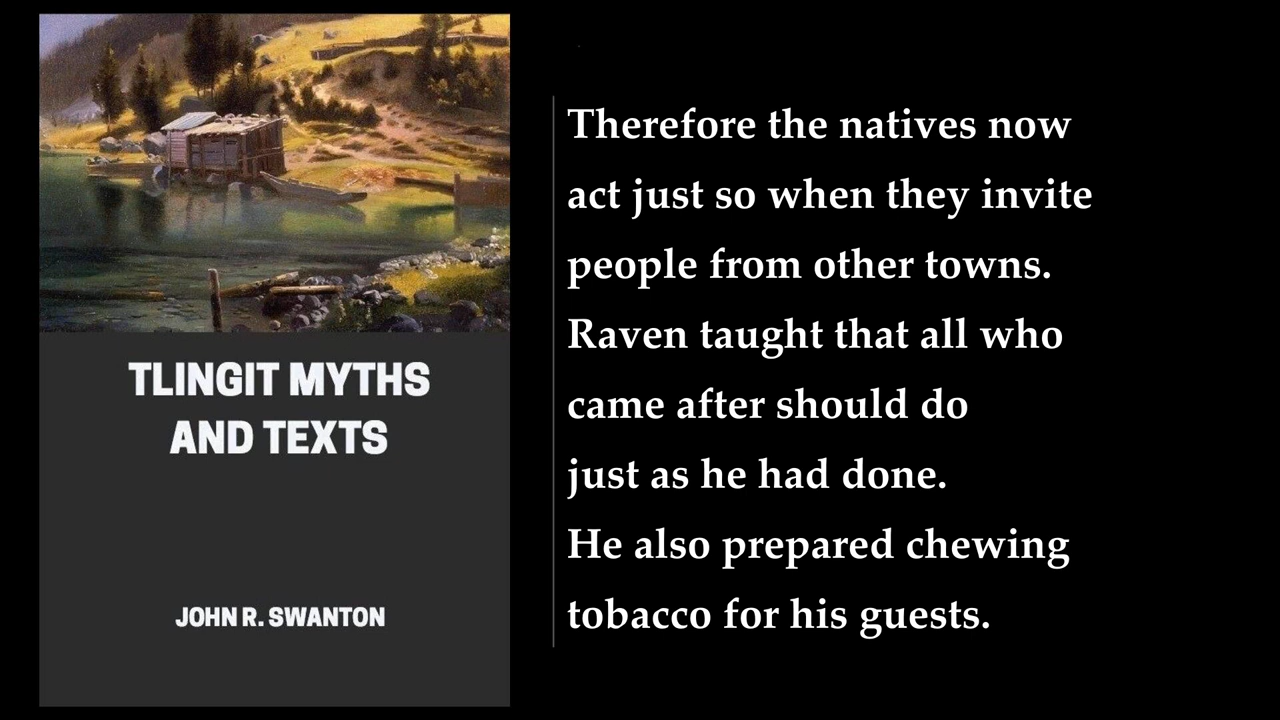 TLINGIT MYTHS
AND TEXTS
JOHN R. SWANTON
Therefore the natives now
act just so when they invite
people from other towns.
Raven taught that all who
came after should do
just as he had done.
He also prepared chewing
tobacco for his guests.